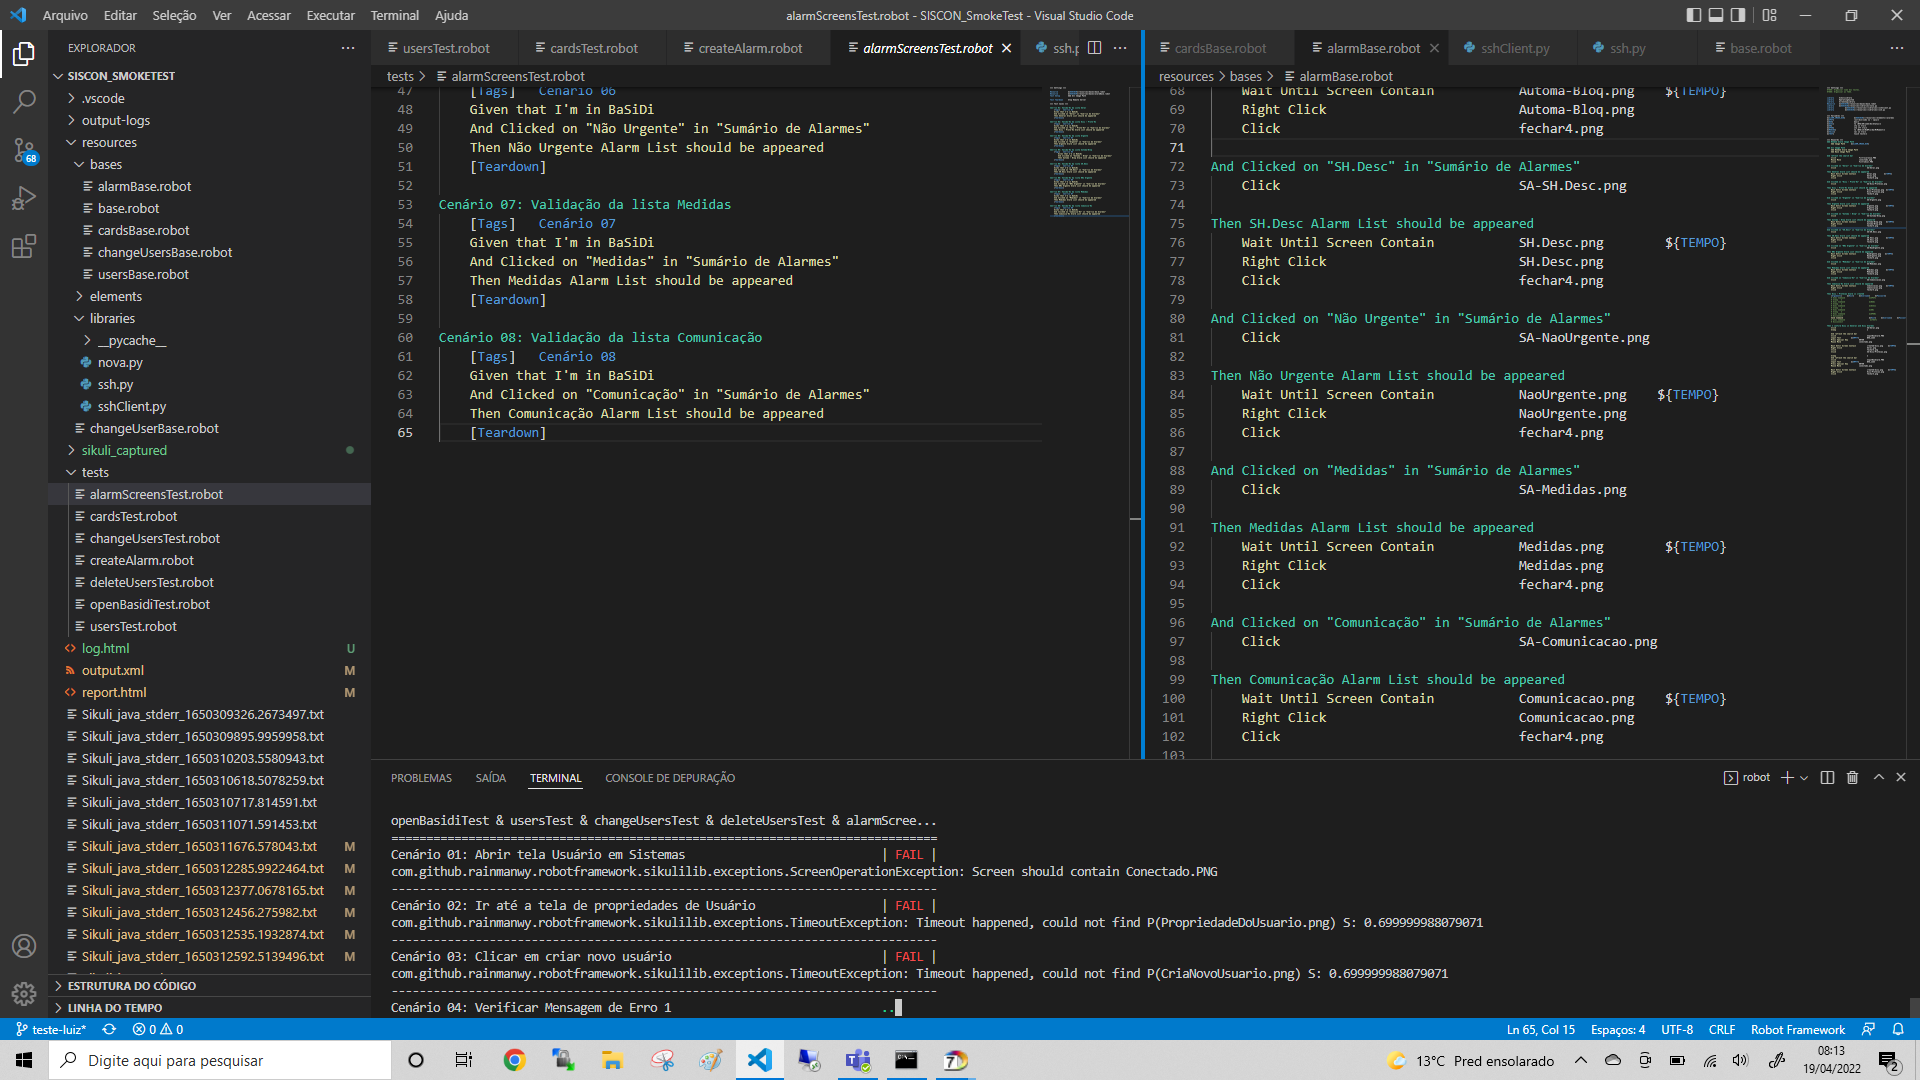 Arquivo Editar Seleção Ver Acessar Executar Terminal Ajuda
alarmScreensTest.robot - SISCON_SmokeTest - Visual Studio Code
EXPLORADOR
SISCON_SMOKETEST
.vscode
output-logs
resources
bases
alarmBase.robot
base.robot
cardsBase.robot
changeUsersBase.robot
usersBase.robot
elements
libraries
__pycache__
nova.py
ssh.py
sshClient.py
changeUserBase.robot
sikuli_captured
tests
alarmScreensTest.robot
cardsTest.robot
changeUsersTest.robot
createAlarm.robot
deleteUsersTest.robot
openBasidiTest.robot
usersTest.robot
log.html U
output.xml M
report.html M
Sikuli_java_stderr_1650309326.2673497.txt
Sikuli_java_stderr_1650309895.9959958.txt
Sikuli_java_stderr_1650310203.5580943.txt
Sikuli_java_stderr_1650310618.5078259.txt
Sikuli_java_stderr_1650310717.814591.txt
Sikuli_java_stderr_1650311071.591453.txt
Sikuli_java_stderr_1650311676.578043.txt M
Sikuli_java_stderr_1650312285.9922464.txt M
Sikuli_java_stderr_1650312377.0678165.txt M
Sikuli_java_stderr_1650312456.275982.txt M
Sikuli_java_stderr_1650312535.1932874.txt M
Sikuli_java_stderr_1650312592.5139496.txt M
ESTRUTURA DO CÓDIGO
LINHA DO TEMPO
68
usersTest.robot cardsTest.robot createAlarm.robot alarmScreensTest.robot ssh.p
tests > alarmScreensTest.robot
47 [Tags] Cenário 06
48 Given that I'm in BaSiDi
49 And Clicked on "Não Urgente" in "Sumário de Alarmes"
50 Then Não Urgente Alarm List should be appeared
51 [Teardown]
52
53 Cenário 07: Validação da lista Medidas
54 [Tags] Cenário 07
55 Given that I'm in BaSiDi
56 And Clicked on "Medidas" in "Sumário de Alarmes"
57 Then Medidas Alarm List should be appeared
58 [Teardown]
59
60 Cenário 08: Validação da lista Comunicação
61 [Tags] Cenário 08
62 Given that I'm in BaSiDi
63 And Clicked on "Comunicação" in "Sumário de Alarmes"
64 Then Comunicação Alarm List should be appeared
65 [Teardown]
cardsBase.robot alarmBase.robot sshClient.py ssh.py base.robot
resources > bases > alarmBase.robot
68 Wait Until Screen Contain Automa-Bloq.png ${TEMPO}
69 Right Click Automa-Bloq.png
70 Click fechar4.png
71
72 And Clicked on "SH.Desc" in "Sumário de Alarmes"
73 Click SA-SH.Desc.png
74
75 Then SH.Desc Alarm List should be appeared
76 Wait Until Screen Contain SH.Desc.png ${TEMPO}
77 Right Click SH.Desc.png
78 Click fechar4.png
79
80 And Clicked on "Não Urgente" in "Sumário de Alarmes"
81 Click SA-NaoUrgente.png
82
83 Then Não Urgente Alarm List should be appeared
84 Wait Until Screen Contain NaoUrgente.png ${TEMPO}
85 Right Click NaoUrgente.png
86 Click fechar4.png
87
88 And Clicked on "Medidas" in "Sumário de Alarmes"
89 Click SA-Medidas.png
90
91 Then Medidas Alarm List should be appeared
92 Wait Until Screen Contain Medidas.png ${TEMPO}
93 Right Click Medidas.png
94 Click fechar4.png
95
96 And Clicked on "Comunicação" in "Sumário de Alarmes"
97 Click SA-Comunicacao.png
98
99 Then Comunicação Alarm List should be appeared
100 Wait Until Screen Contain Comunicacao.png ${TEMPO}
101 Right Click Comunicacao.png
102 Click fechar4.png
103
PROBLEMAS SAÍDA TERMINAL CONSOLE DE DEPURAÇÃO
robot
openBasidiTest & usersTest & changeUsersTest & deleteUsersTest & alarmScree...
==============================================================================
Cenário 01: Abrir tela Usuário em Sistemas | FAIL |
com.github.rainmanwy.robotframework.sikulilib.exceptions.ScreenOperationException: Screen should contain Conectado.PNG
------------------------------------------------------------------------------
Cenário 02: Ir até a tela de propriedades de Usuário | FAIL |
com.github.rainmanwy.robotframework.sikulilib.exceptions.TimeoutException: Timeout happened, could not find P(PropriedadeDoUsuario.png) S: 0.699999988079071
------------------------------------------------------------------------------
Cenário 03: Clicar em criar novo usuário | FAIL |
com.github.rainmanwy.robotframework.sikulilib.exceptions.TimeoutException: Timeout happened, could not find P(CriaNovoUsuario.png) S: 0.699999988079071
------------------------------------------------------------------------------
Cenário 04: Verificar Mensagem de Erro 1 ..
teste-luiz* 0 0
Ln 65, Col 15 Espaços: 4 UTF-8 CRLF Robot Framework
Digite aqui para pesquisar
13°C Pred ensolarado
08:13
19/04/2022
2